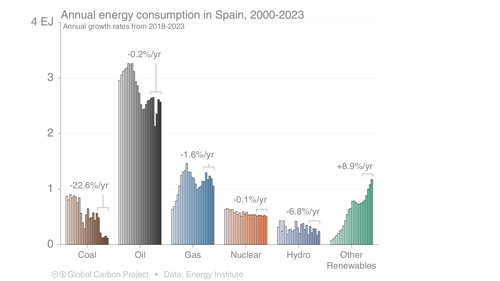 Annual energy consumption in Spain, 2000-2023
Annual growth rates from 2018-2023
4 EJ
3
2
1
0
-22.6%/yr
-0.2%/yr
-1.6%/yr
-0.1%/yr
-6.8%/yr
+8.9%/yr
Coal
Oil
Gas
Nuclear
Hydro
Other
Renewables
Global Carbon Project • Data: Energy Institute